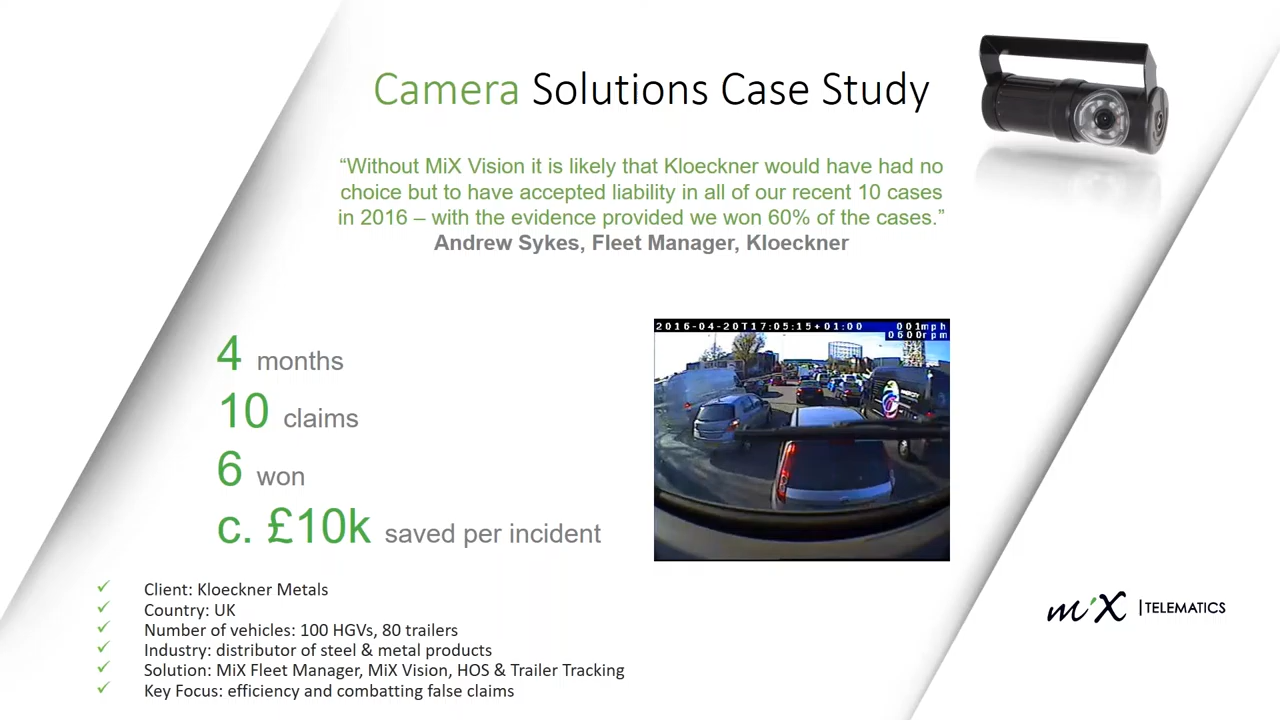 Camera Solutions Case Study
“Without MiX Vision it is likely that Kloeckner would have had no
choice but to have accepted liability in all of our recent 10 cases
in 2016 – with the evidence provided we won 60% of the cases.”
Andrew Sykes, Fleet Manager, Kloeckner
4 months
10 claims
6 won
c. £10k saved per incident
2016-04-20T17:05:15+01:00 001mph
0600rpm
✓ Client: Kloeckner Metals
✓ Country: UK
✓ Number of vehicles: 100 HGVs, 80 trailers
✓ Industry: distributor of steel & metal products
✓ Solution: MiX Fleet Manager, MiX Vision, HOS & Trailer Tracking
✓ Key Focus: efficiency and combatting false claims
miX | TELEMATICS